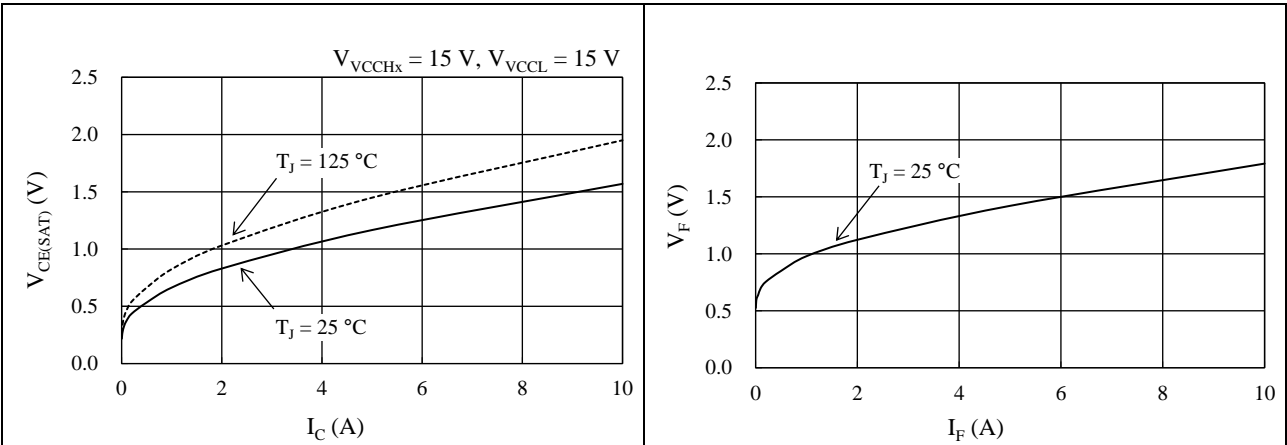 V_VCCHx = 15 V, V_VCCL = 15 V
2.5
2.0
1.5
1.0
0.5
0.0
V_CE(SAT) (V)
T_J = 125 °C
T_J = 25 °C
0 2 4 6 8 10
I_C (A)
2.5
2.0
1.5
1.0
0.5
0.0
V_F (V)
T_J = 25 °C
0 2 4 6 8 10
I_F (A)